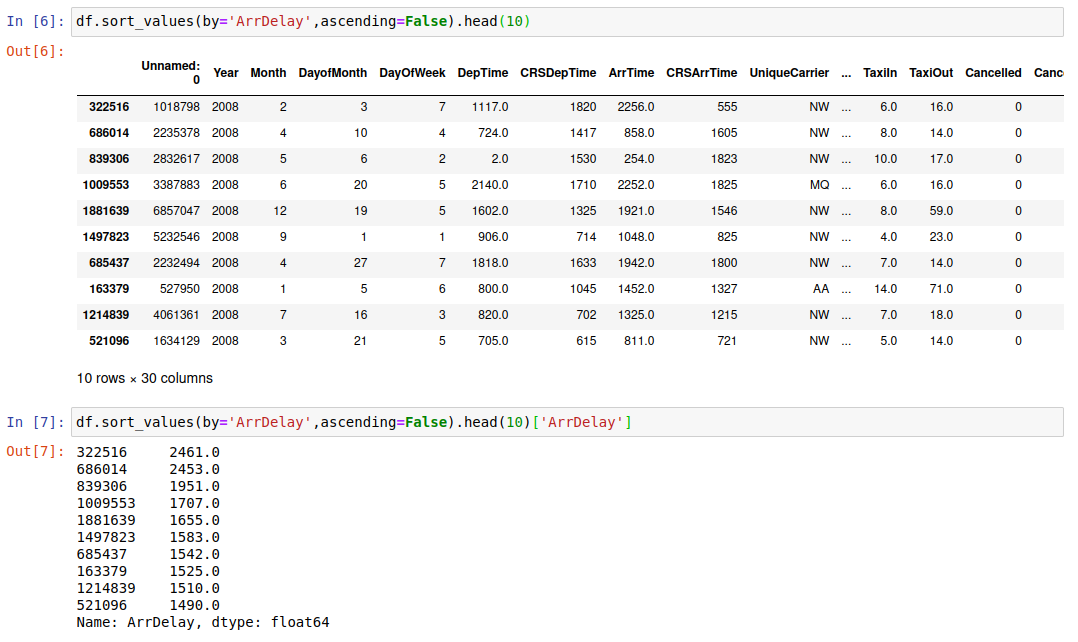 In [6]: df.sort_values(by='ArrDelay',ascending=False).head(10)
Out[6]:
Unnamed: 0 Year Month DayofMonth DayOfWeek DepTime CRSDepTime ArrTime CRSArrTime UniqueCarrier ... TaxiIn TaxiOut Cancelled Canc
322516 1018798 2008 2 3 7 1117.0 1820 2256.0 555 NW ... 6.0 16.0 0
686014 2235378 2008 4 10 4 724.0 1417 858.0 1605 NW ... 8.0 14.0 0
839306 2832617 2008 5 6 2 2.0 1530 254.0 1823 NW ... 10.0 17.0 0
1009553 3387883 2008 6 20 5 2140.0 1710 2252.0 1825 MQ ... 6.0 16.0 0
1881639 6857047 2008 12 19 5 1602.0 1325 1921.0 1546 NW ... 8.0 59.0 0
1497823 5232546 2008 9 1 1 906.0 714 1048.0 825 NW ... 4.0 23.0 0
685437 2232494 2008 4 27 7 1818.0 1633 1942.0 1800 NW ... 7.0 14.0 0
163379 527950 2008 1 5 6 800.0 1045 1452.0 1327 AA ... 14.0 71.0 0
1214839 4061361 2008 7 16 3 820.0 702 1325.0 1215 NW ... 7.0 18.0 0
521096 1634129 2008 3 21 5 705.0 615 811.0 721 NW ... 5.0 14.0 0
10 rows × 30 columns
In [7]: df.sort_values(by='ArrDelay',ascending=False).head(10)['ArrDelay']
Out[7]: 322516 2461.0
686014 2453.0
839306 1951.0
1009553 1707.0
1881639 1655.0
1497823 1583.0
685437 1542.0
163379 1525.0
1214839 1510.0
521096 1490.0
Name: ArrDelay, dtype: float64